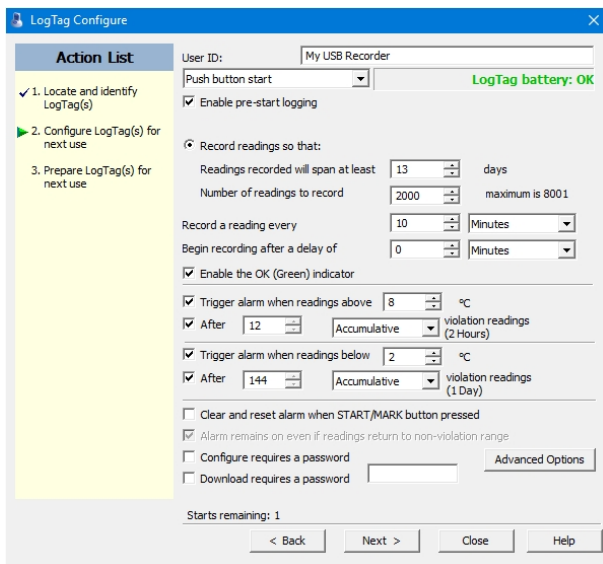 LogTag Configure
Action List
1. Locate and identify
LogTag(s)
2. Configure LogTag(s) for
next use
3. Prepare LogTag(s) for
next use
User ID: My USB Recorder
Push button start LogTag battery: OK
Enable pre-start logging
Record readings so that:
Readings recorded will span at least 13 days
Number of readings to record 2000 maximum is 8001
Record a reading every 10 Minutes
Begin recording after a delay of 0 Minutes
Enable the OK (Green) indicator
Trigger alarm when readings above 8 °C
After 12 Accumulative violation readings
(2 Hours)
Trigger alarm when readings below 2 °C
After 144 Accumulative violation readings
(1 Day)
Clear and reset alarm when START/MARK button pressed
Alarm remains on even if readings return to non-violation range
Configure requires a password
Download requires a password
Advanced Options
Starts remaining: 1
< Back Next > Close Help